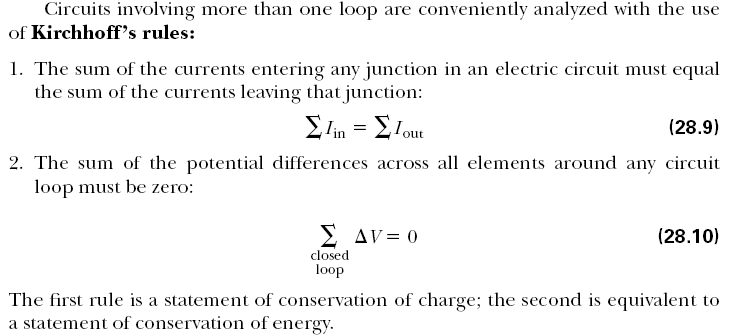 Circuits involving more than one loop are conveniently analyzed with the use
of Kirchhoff's rules:
1. The sum of the currents entering any junction in an electric circuit must equal
the sum of the currents leaving that junction:
∑ I_in = ∑ I_out (28.9)
2. The sum of the potential differences across all elements around any circuit
loop must be zero:
∑ ΔV = 0 (28.10)
closed
loop
The first rule is a statement of conservation of charge; the second is equivalent to
a statement of conservation of energy.